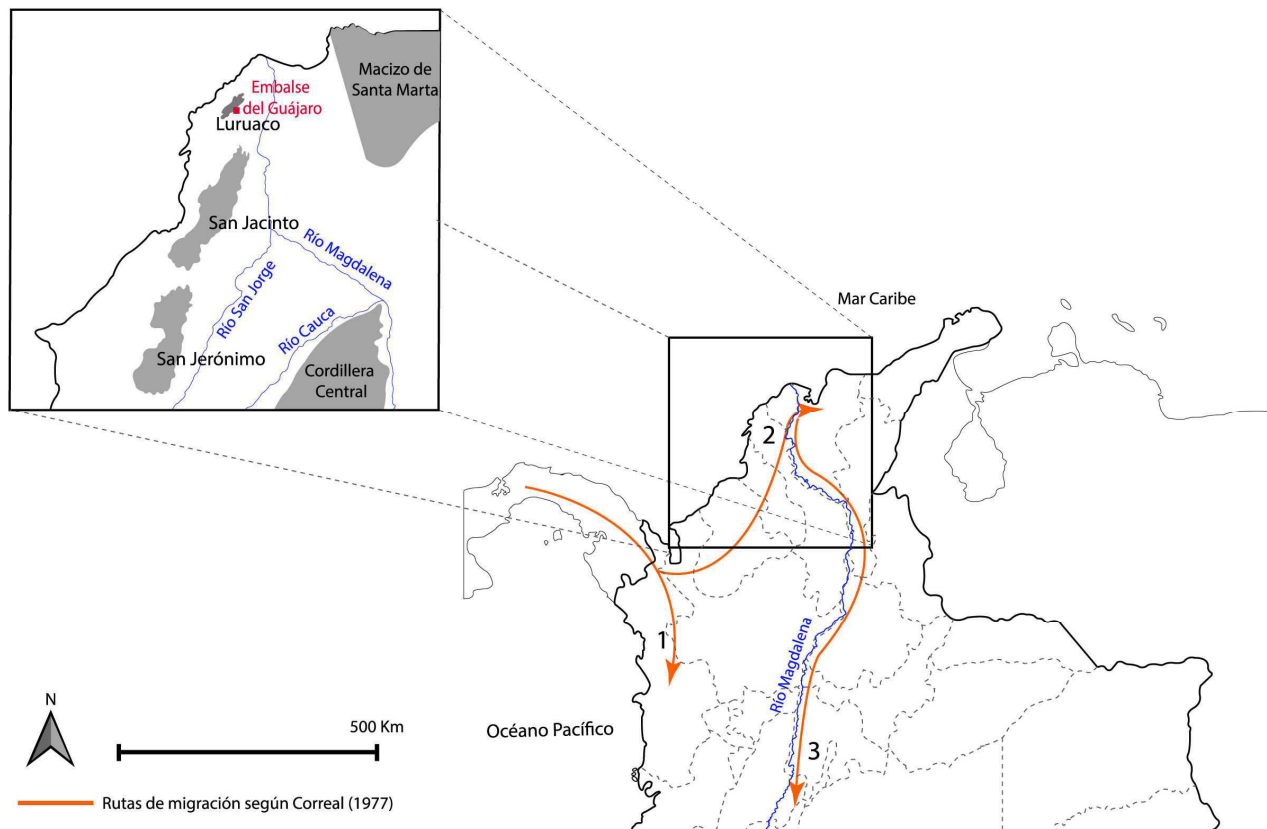 Macizo de
Santa Marta
Embalse
del Guájaro
Luruaco
San Jacinto
Río Magdalena
Río San Jorge
Río Cauca
San Jerónimo
Cordillera
Central
Mar Caribe
2
1
Río Magdalena
3
Océano Pacífico
N
500 Km
Rutas de migración según Correal (1977)